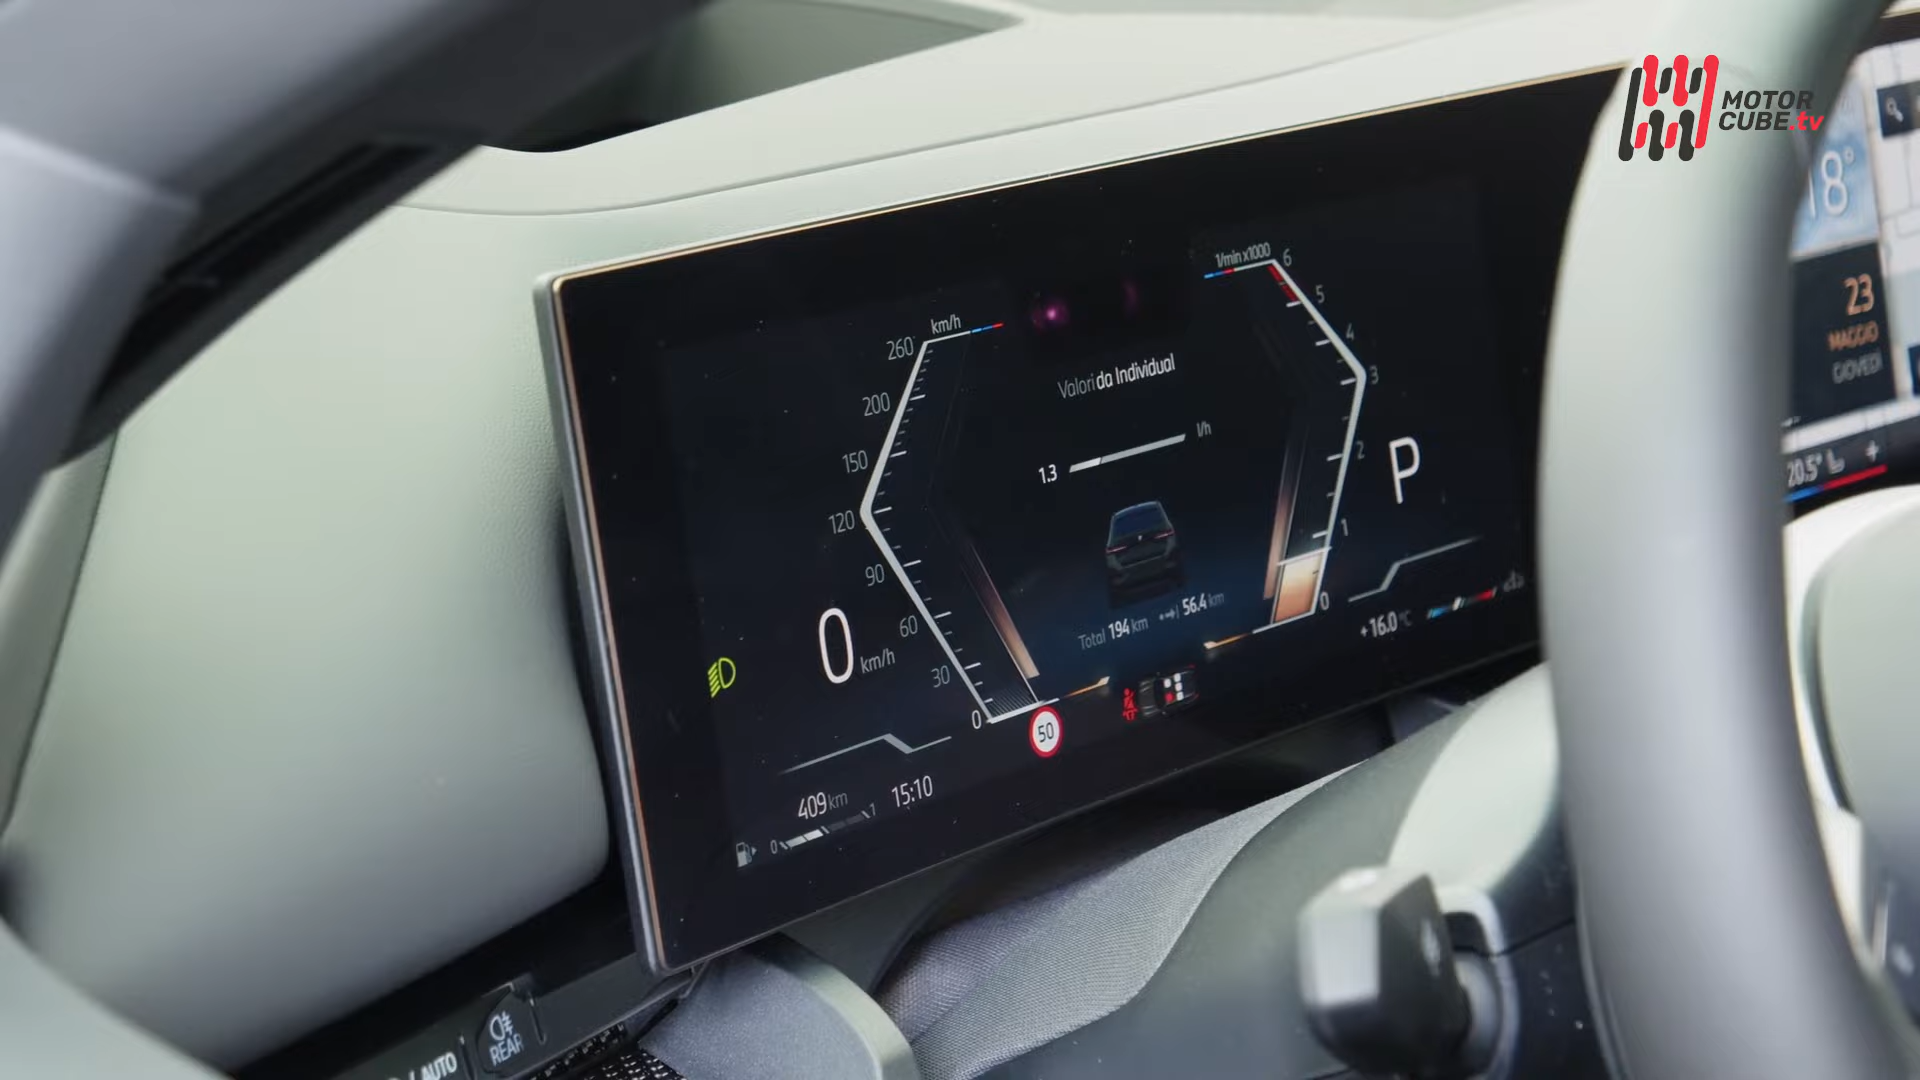 MOTOR
CUBE.tv
18°
23
MAGGIO
GIOVEDÌ
20.5°
+
1/min x1000
6
5
4
3
2
1
0
P
km/h
260
200
150
120
90
60
30
0
Valori da Individual
1.3
l/h
0 km/h
Total 194 km
56.4 km
+16.0 °C
50
409 km
15:10
0
1
AUTO
REAR